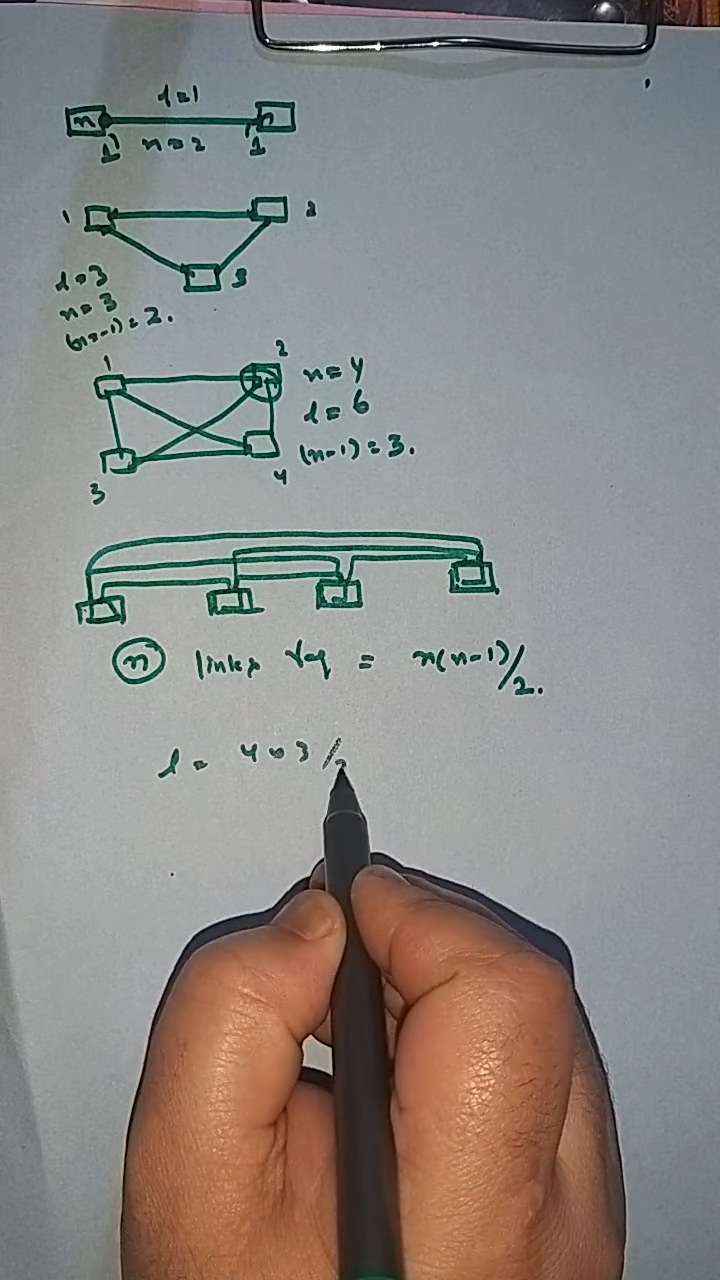 l=1
n
n=2
1
1
1
2
3
l=3
n=3
(n-1)=2.
1
2
n=4
l=6
(n-1)=3.
3
4
n links req = n(n-1)/2.
l= 4×3/2